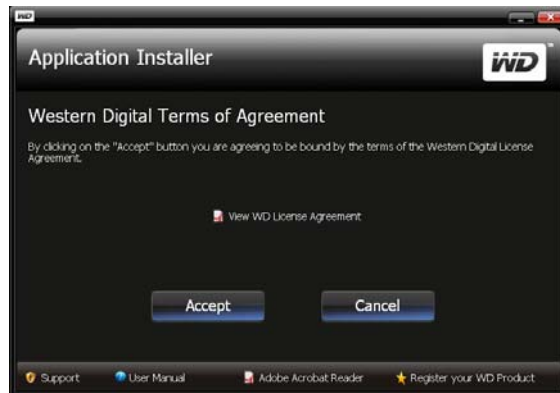 WD
Application Installer
WD
Western Digital Terms of Agreement
By clicking on the "Accept" button you are agreeing to be bound by the terms of the Western Digital License
Agreement.
View WD License Agreement
Accept
Cancel
Support
User Manual
Adobe Acrobat Reader
Register your WD Product